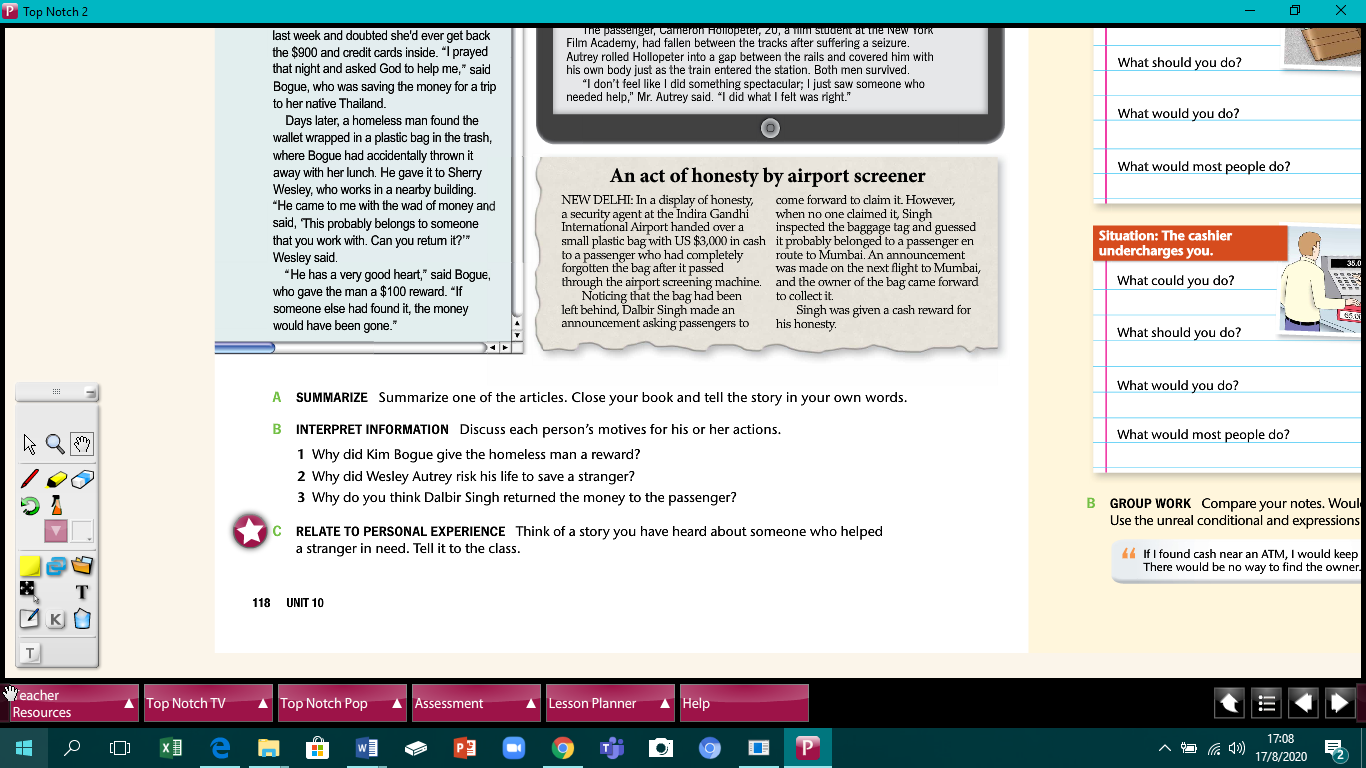 Top Notch 2
last week and doubted she'd ever get back
the $900 and credit cards inside. “I prayed
that night and asked God to help me,” said
Bogue, who was saving the money for a trip
to her native Thailand.
Days later, a homeless man found the
wallet wrapped in a plastic bag in the trash,
where Bogue had accidentally thrown it
away with her lunch. He gave it to Sherry
Wesley, who works in a nearby building.
“He came to me with the wad of money and
said, ‘This probably belongs to someone
that you work with. Can you return it?’”
Wesley said.
“He has a very good heart,” said Bogue,
who gave the man a $100 reward. “If
someone else had found it, the money
would have been gone.”
The passenger, Cameron Hollopeter, 20, a film student at the New York
Film Academy, had fallen between the tracks after suffering a seizure.
Autrey rolled Hollopeter into a gap between the rails and covered him with
his own body just as the train entered the station. Both men survived.
“I don’t feel like I did something spectacular; I just saw someone who
needed help,” Mr. Autrey said. “I did what I felt was right.”
An act of honesty by airport screener
NEW DELHI: In a display of honesty,
a security agent at the Indira Gandhi
International Airport handed over a
small plastic bag with US $3,000 in cash
to a passenger who had completely
forgotten the bag after it passed
through the airport screening machine.
Noticing that the bag had been
left behind, Dalbir Singh made an
announcement asking passengers to
come forward to claim it. However,
when no one claimed it, Singh
inspected the baggage tag and guessed
it probably belonged to a passenger en
route to Mumbai. An announcement
was made on the next flight to Mumbai,
and the owner of the bag came forward
to collect it.
Singh was given a cash reward for
his honesty.
A SUMMARIZE Summarize one of the articles. Close your book and tell the story in your own words.
B INTERPRET INFORMATION Discuss each person’s motives for his or her actions.
1 Why did Kim Bogue give the homeless man a reward?
2 Why did Wesley Autrey risk his life to save a stranger?
3 Why do you think Dalbir Singh returned the money to the passenger?
C RELATE TO PERSONAL EXPERIENCE Think of a story you have heard about someone who helped
a stranger in need. Tell it to the class.
118 UNIT 10
What should you do?
What would you do?
What would most people do?
Situation: The cashier
undercharges you.
What could you do?
What should you do?
What would you do?
What would most people do?
B GROUP WORK Compare your notes. Woul
Use the unreal conditional and expressions
“ If I found cash near an ATM, I would keep
There would be no way to find the owner.
T
K
T
Teacher
Resources
Top Notch TV
Top Notch Pop
Assessment
Lesson Planner
Help
17:08
17/8/2020
2